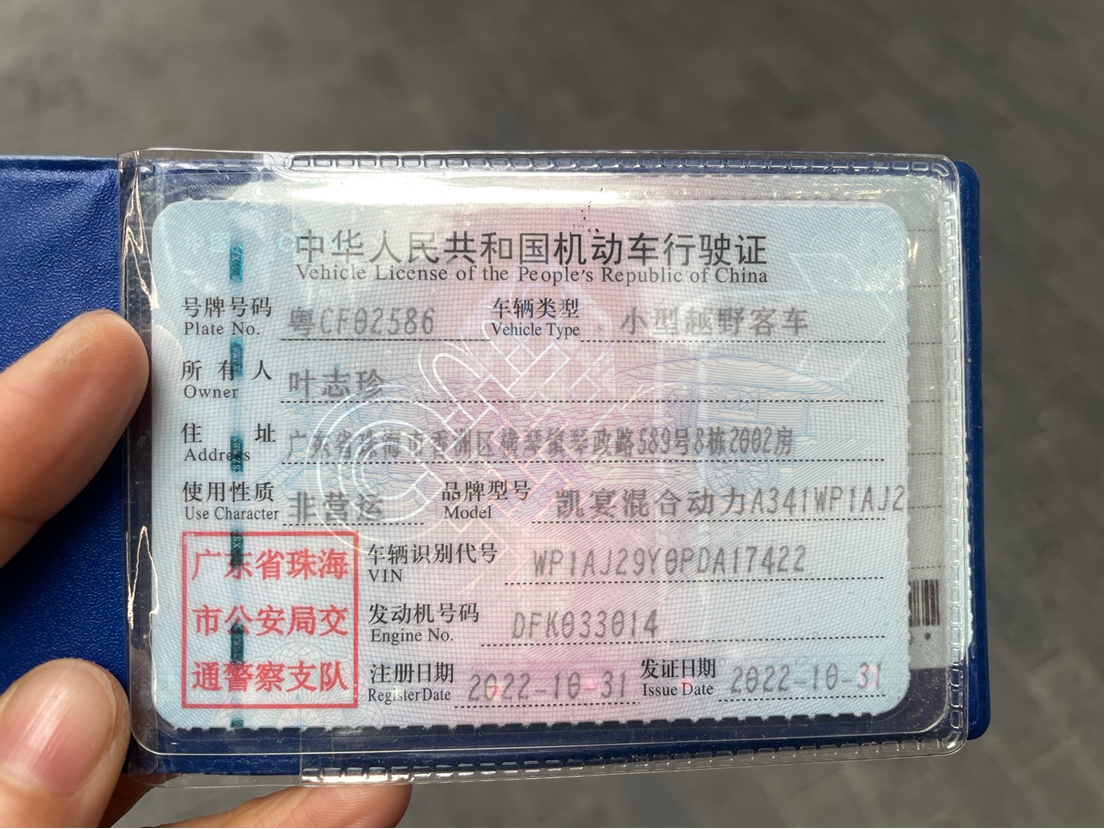 中华人民共和国机动车行驶证
Vehicle License of the People's Republic of China
号牌号码 粤CF02586 车辆类型 小型越野客车
Plate No. Vehicle Type
所有人 叶志珍
Owner
住址 广东省珠海市香洲区横琴镇琴政路589号8栋2002房
Address
使用性质 非营运 品牌型号 凯宴混合动力A341WP1AJ2
Use Character Model
广东省珠海
市公安局交
通警察支队
车辆识别代号 WP1AJ29Y0PDA17422
VIN
发动机号码 DFK033014
Engine No.
注册日期 2022-10-31 发证日期 2022-10-31
Register Date Issue Date